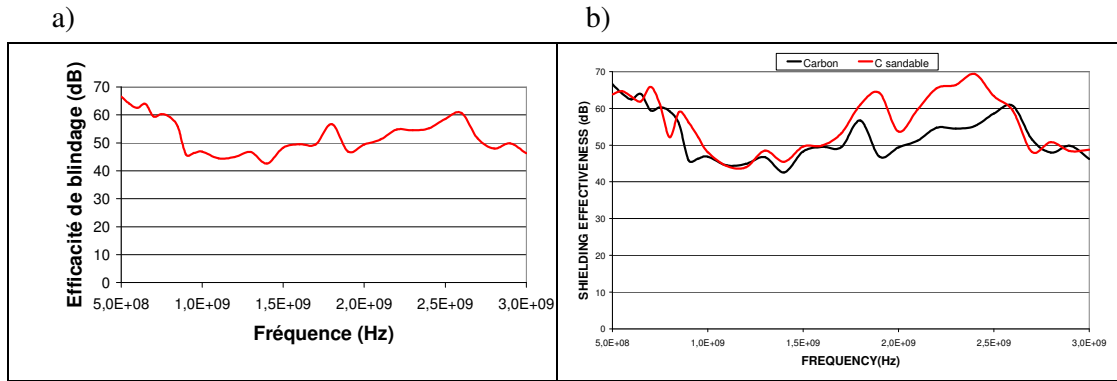 a)
b)
Efficacité de blindage (dB)
70
60
50
40
30
20
10
0
5,0E+08 1,0E+09 1,5E+09 2,0E+09 2,5E+09 3,0E+09
Fréquence (Hz)
Carbon C sandable
SHIELDING EFFECTIVENESS (dB)
70
60
50
40
30
20
10
0
5,0E+08 1,0E+09 1,5E+09 2,0E+09 2,5E+09 3,0E+09
FREQUENCY(Hz)